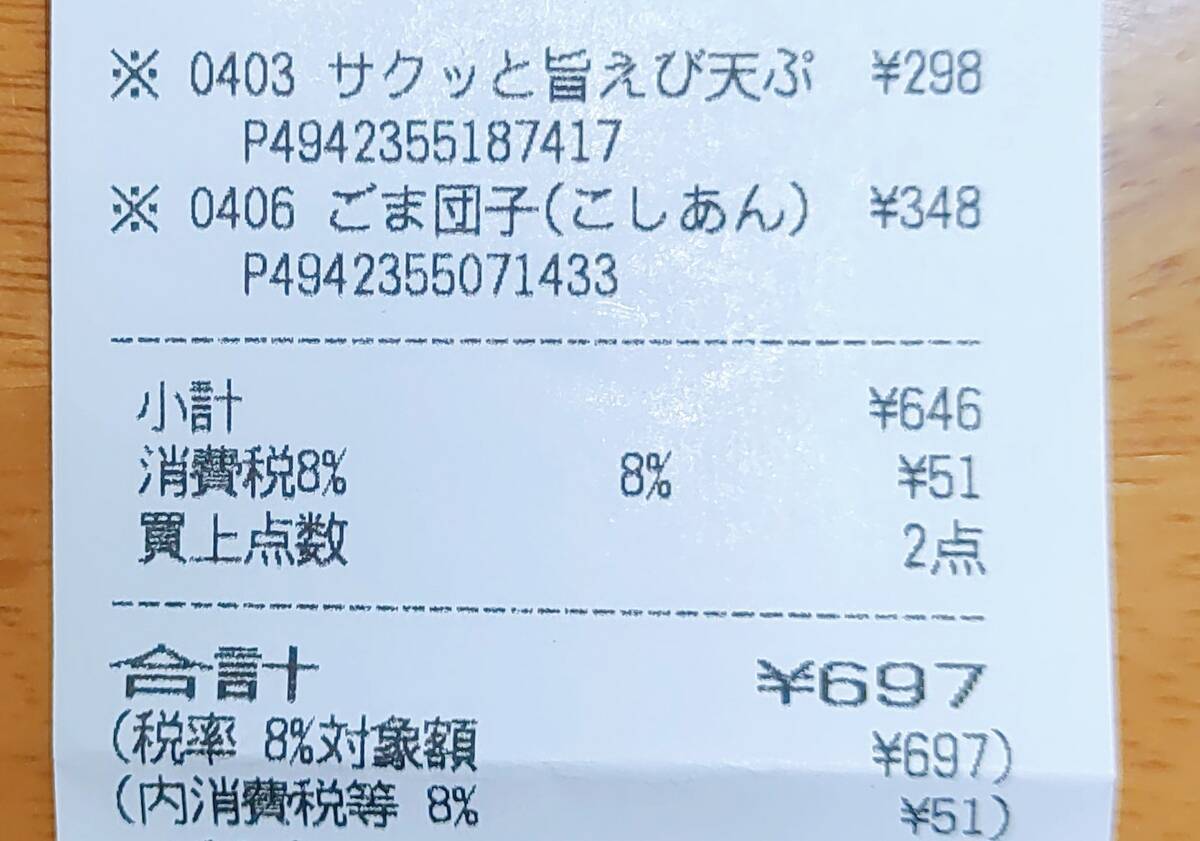 ※ 0403 サクッと旨えび天ぷ ¥298
P4942355187417
※ 0406 ごま団子(こしあん) ¥348
P4942355071433
小計 ¥646
消費税8% 8% ¥51
買上点数 2点
合計 ¥697
(税率 8%対象額 ¥697)
(内消費税等 8% ¥51)